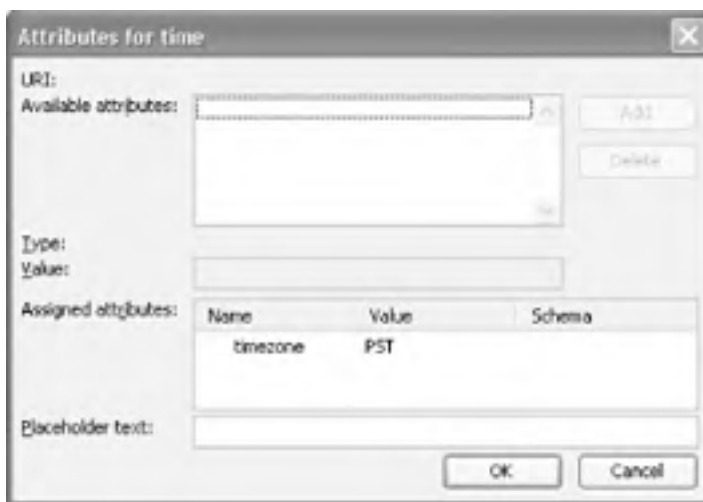 Attributes for time
URI:
Available attributes:
Add
Delete
Type:
Value:
Assigned attributes:
Name Value Schema
timezone PST
Placeholder text:
OK Cancel